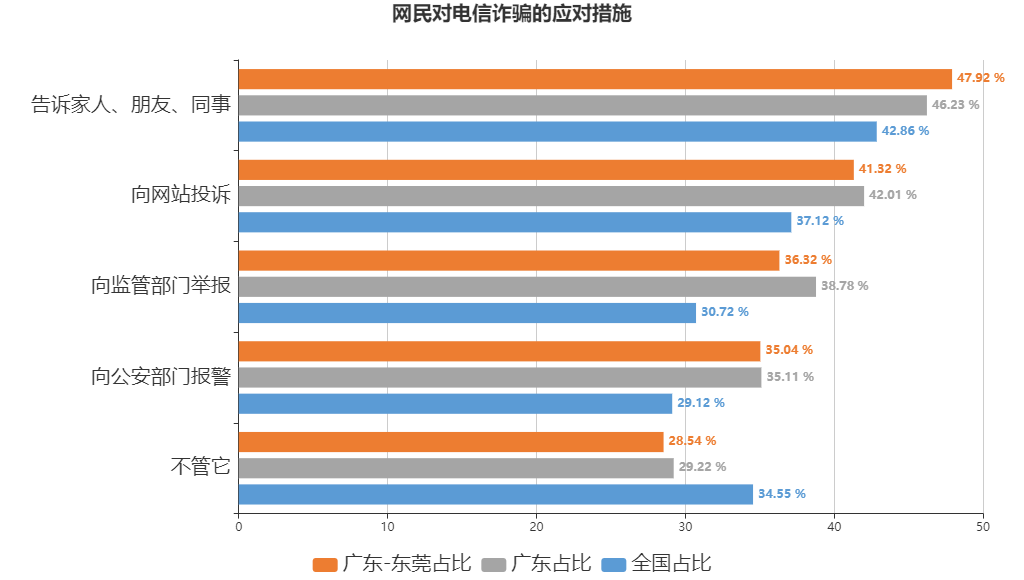 网民对电信诈骗的应对措施
告诉家人、朋友、同事
47.92 %
46.23 %
42.86 %
向网站投诉
41.32 %
42.01 %
37.12 %
向监管部门举报
36.32 %
38.78 %
30.72 %
向公安部门报警
35.04 %
35.11 %
29.12 %
不管它
28.54 %
29.22 %
34.55 %
0 10 20 30 40 50
广东-东莞占比 广东占比 全国占比